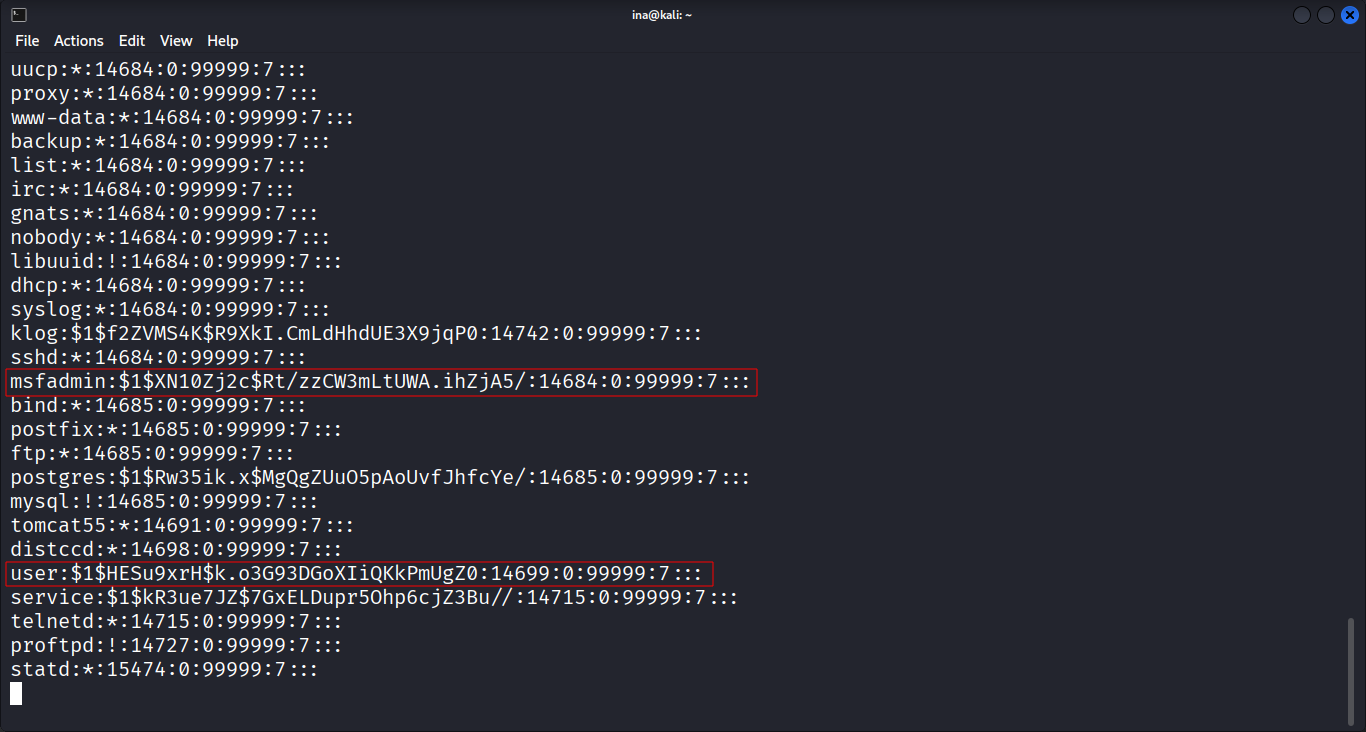 ina@kali: ~
File Actions Edit View Help
uucp:*:14684:0:99999:7:::
proxy:*:14684:0:99999:7:::
www-data:*:14684:0:99999:7:::
backup:*:14684:0:99999:7:::
list:*:14684:0:99999:7:::
irc:*:14684:0:99999:7:::
gnats:*:14684:0:99999:7:::
nobody:*:14684:0:99999:7:::
libuuid:!:14684:0:99999:7:::
dhcp:*:14684:0:99999:7:::
syslog:*:14684:0:99999:7:::
klog:$1$f2ZVMS4K$R9XkI.CmLdHhdUE3X9jqP0:14742:0:99999:7:::
sshd:*:14684:0:99999:7:::
msfadmin:$1$XN10Zj2c$Rt/zzCW3mLtUWA.ihZjA5/:14684:0:99999:7:::
bind:*:14685:0:99999:7:::
postfix:*:14685:0:99999:7:::
ftp:*:14685:0:99999:7:::
postgres:$1$Rw35ik.x$MgQgZUuO5pAoUvfJhfcYe/:14685:0:99999:7:::
mysql:!:14685:0:99999:7:::
tomcat55:*:14691:0:99999:7:::
distccd:*:14698:0:99999:7:::
user:$1$HESu9xrH$k.o3G93DGoXIiQKkPmUgZ0:14699:0:99999:7:::
service:$1$kR3ue7JZ$7GxELDupr5Ohp6cjZ3Bu//:14715:0:99999:7:::
telnetd:*:14715:0:99999:7:::
proftpd:!:14727:0:99999:7:::
statd:*:15474:0:99999:7:::